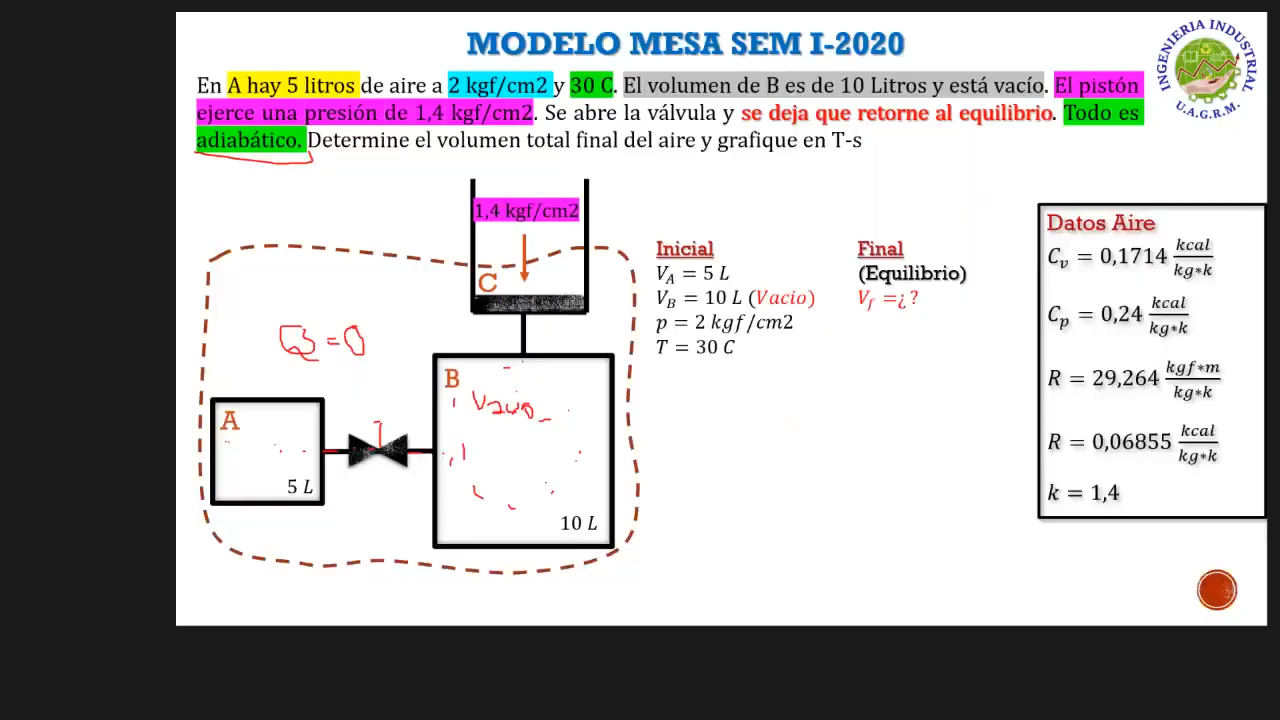 MODELO MESA SEM I-2020
INGENIERIA INDUSTRIAL
U.A.G.R.M.
En A hay 5 litros de aire a 2 kgf/cm2 y 30 C. El volumen de B es de 10 Litros y está vacío. El pistón
ejerce una presión de 1,4 kgf/cm2. Se abre la válvula y se deja que retorne al equilibrio. Todo es
adiabático. Determine el volumen total final del aire y grafique en T-s
1,4 kgf/cm2
C
Q = 0
B
Vacio
A
5 L
10 L
Inicial
V_A = 5 L
V_B = 10 L (Vacio)
p = 2 kgf/cm2
T = 30 C
Final
(Equilibrio)
V_f =¿?
Datos Aire
C_v = 0,1714 kcal/kg∗k
C_p = 0,24 kcal/kg∗k
R = 29,264 kgf∗m/kg∗k
R = 0,06855 kcal/kg∗k
k = 1,4